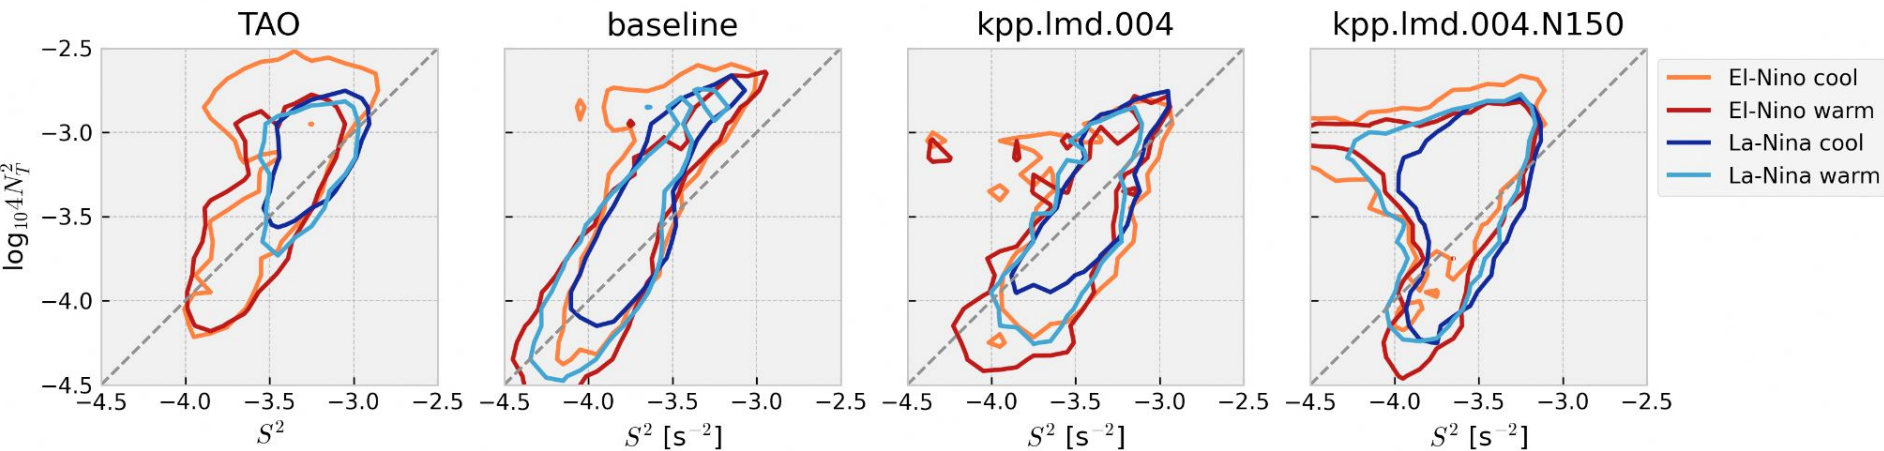 TAO
baseline
kpp.lmd.004
kpp.lmd.004.N150
log₁₀4N²_T
−2.5
−3.0
−3.5
−4.0
−4.5
−4.5 −4.0 −3.5 −3.0 −2.5
−4.5 −4.0 −3.5 −3.0 −2.5
−4.5 −4.0 −3.5 −3.0 −2.5
−4.5 −4.0 −3.5 −3.0 −2.5
S²
S² [s⁻²]
S² [s⁻²]
S² [s⁻²]
El-Nino cool
El-Nino warm
La-Nina cool
La-Nina warm